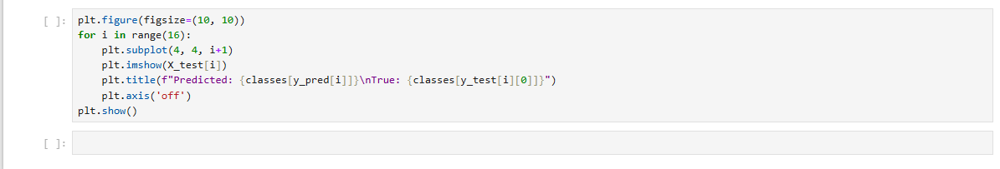 [ ]: plt.figure(figsize=(10, 10))
for i in range(16):
    plt.subplot(4, 4, i+1)
    plt.imshow(X_test[i])
    plt.title(f"Predicted: {classes[y_pred[i]]}\nTrue: {classes[y_test[i][0]]}")
    plt.axis('off')
plt.show()
[ ]: